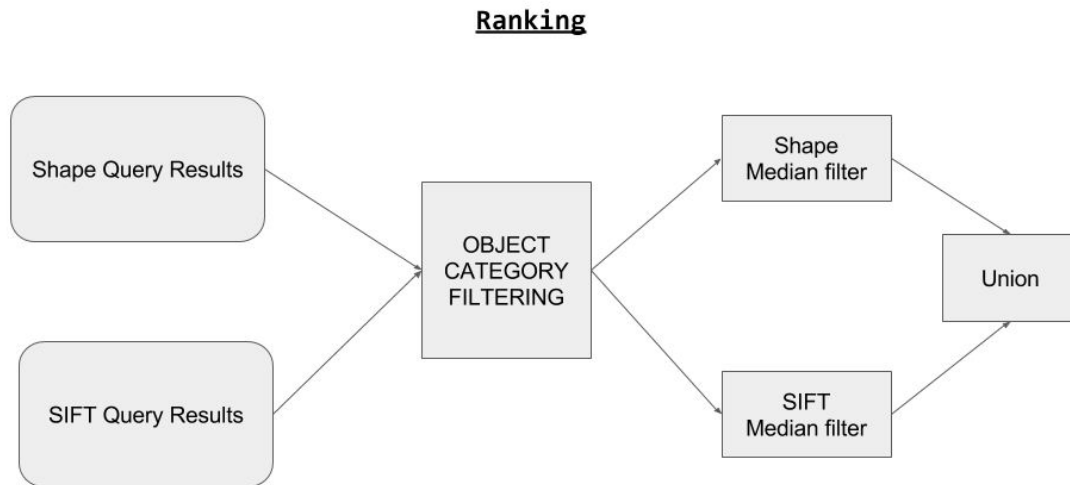 Ranking
Shape Query Results
SIFT Query Results
OBJECT
CATEGORY
FILTERING
Shape
Median filter
SIFT
Median filter
Union